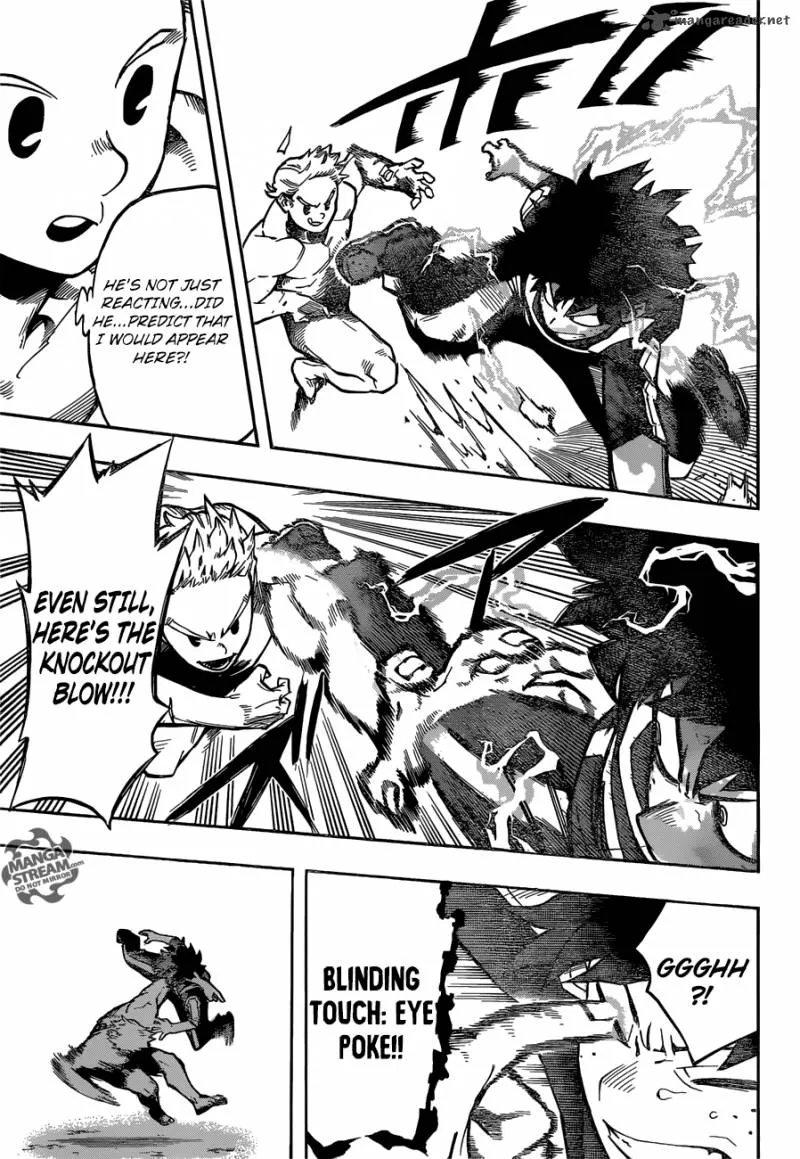 mangareader.net
HE'S NOT JUST
REACTING...DID
HE...PREDICT THAT
I WOULD APPEAR
HERE?!
EVEN STILL,
HERE'S THE
KNOCKOUT
BLOW!!!
GGGHH
?!
BLINDING
TOUCH: EYE
POKE!!
MANGA
STREAM.com
DO NOT MIRROR